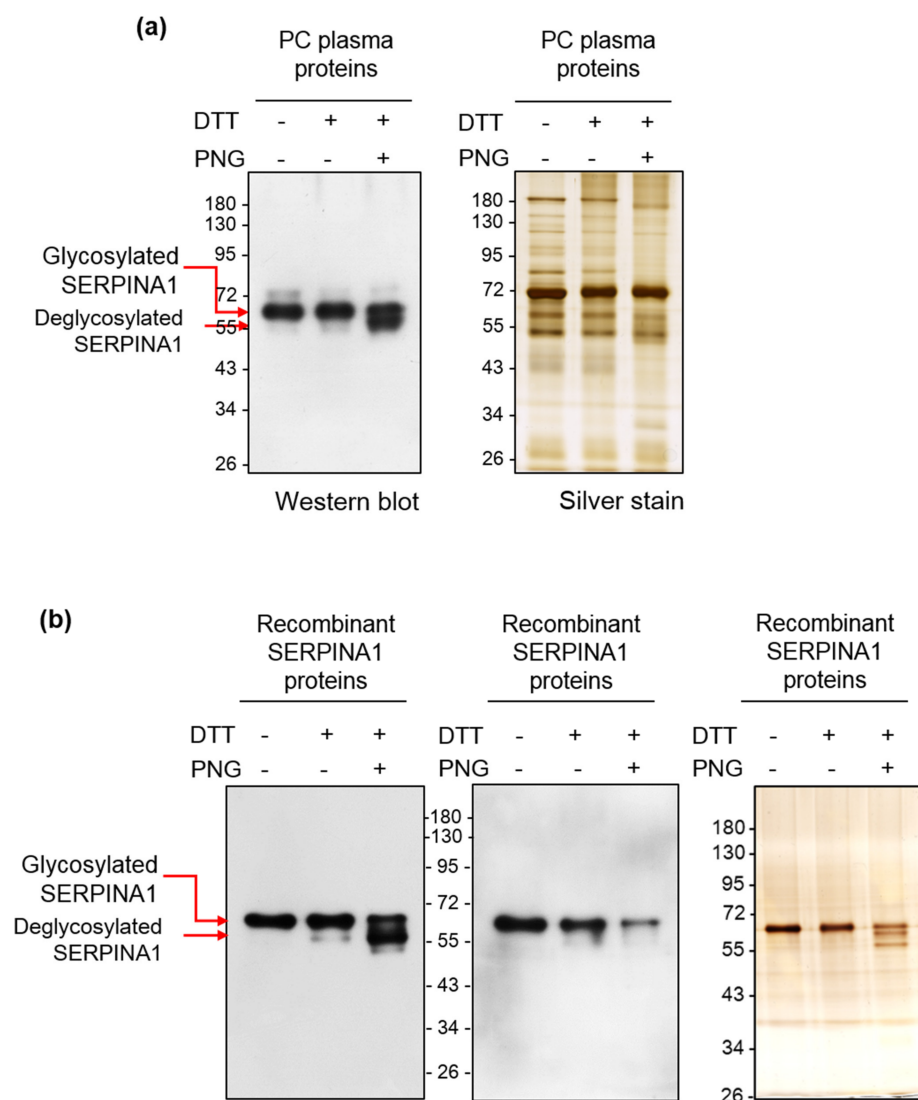 (a)
PC plasma
proteins
PC plasma
proteins
DTT - + +
PNG - - +
DTT - + +
PNG - - +
180 -
130 -
95 -
72 -
55 -
43 -
34 -
26 -
Glycosylated
SERPINA1
Deglycosylated
SERPINA1
180 -
130 -
95 -
72 -
55 -
43 -
34 -
26 -
Western blot
Silver stain
(b)
Recombinant
SERPINA1
proteins
Recombinant
SERPINA1
proteins
Recombinant
SERPINA1
proteins
DTT - + +
PNG - - +
DTT - + +
PNG - - +
DTT - + +
PNG - - +
Glycosylated
SERPINA1
Deglycosylated
SERPINA1
-180 -
-130 -
- 95 -
- 72 -
- 55 -
- 43 -
- 34 -
- 26 -
180 -
130 -
95 -
72 -
55 -
43 -
34 -
26 -